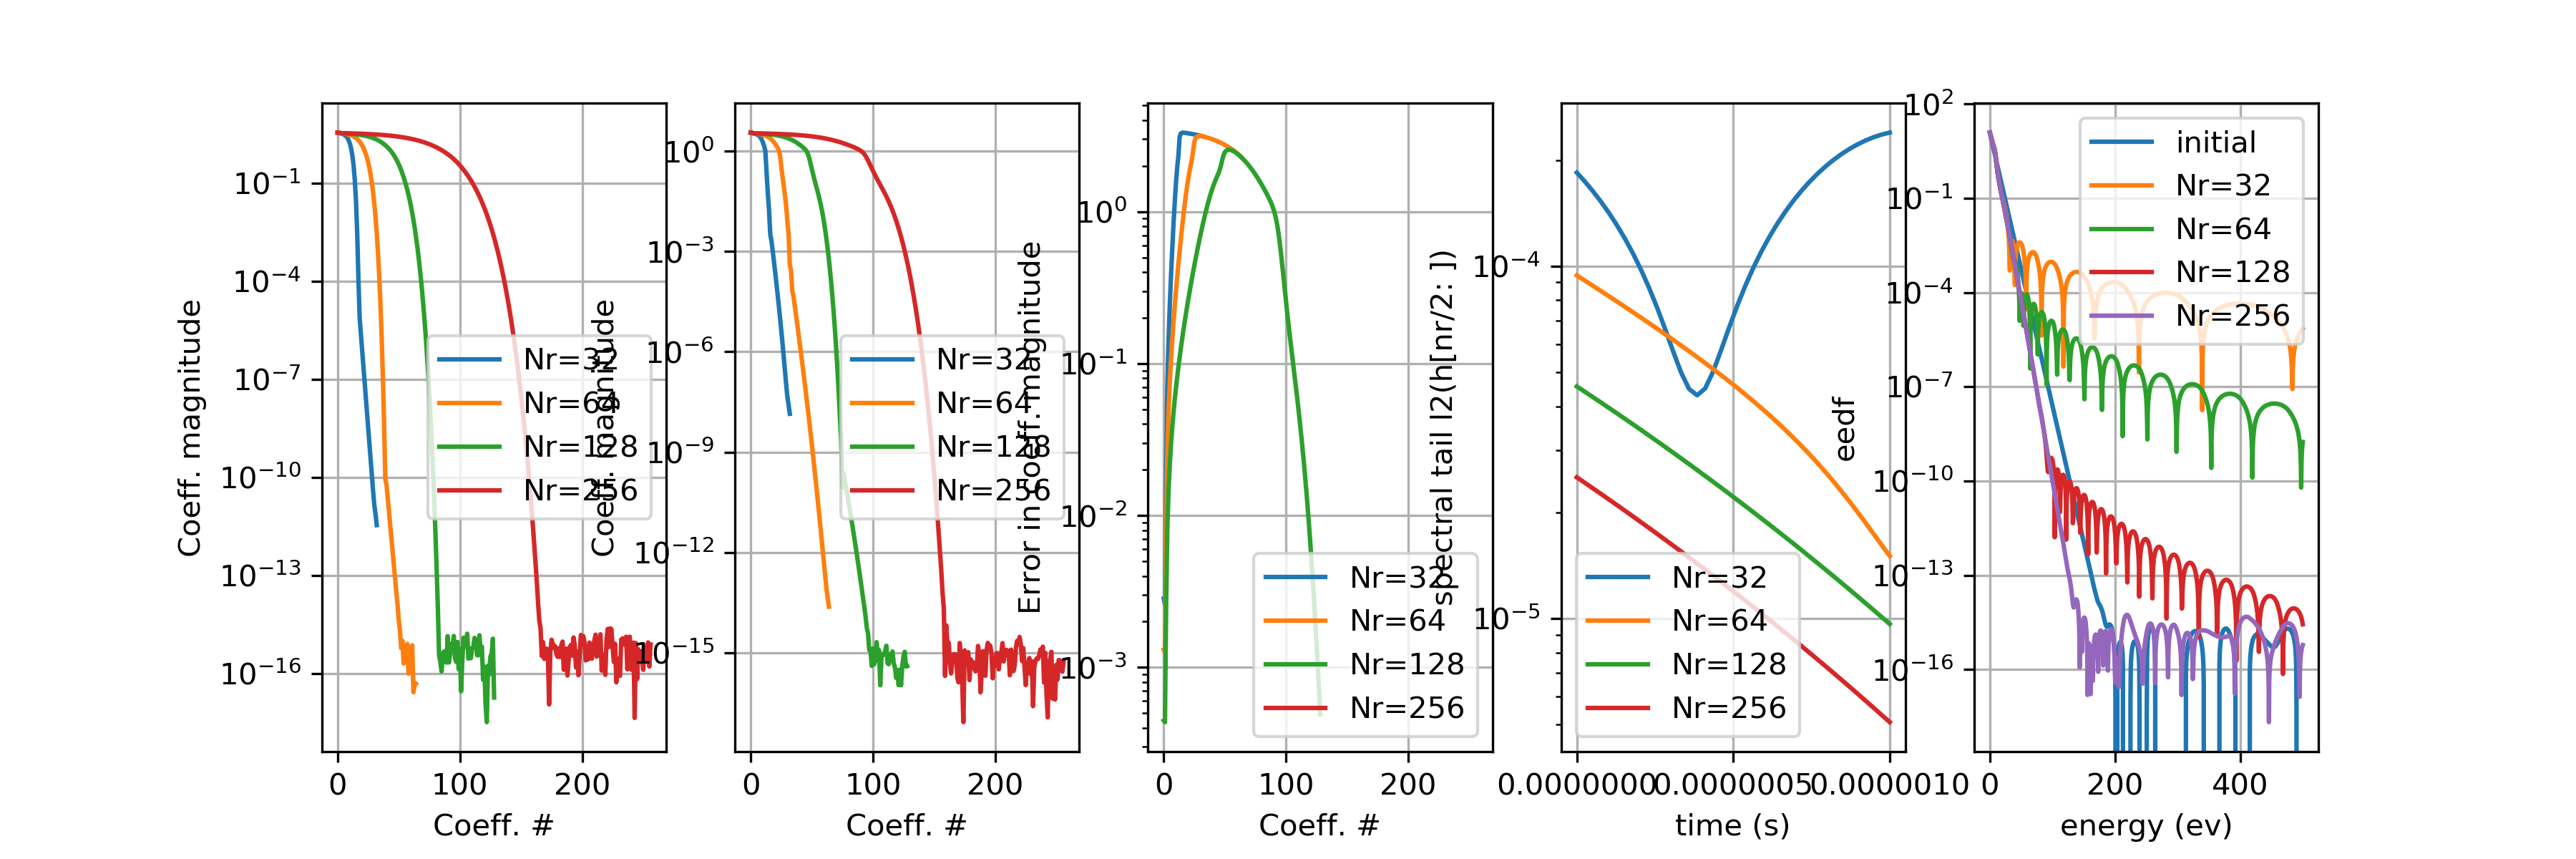 Coeff. magnitude
10⁻¹
10⁻⁴
10⁻⁷
10⁻¹⁰
10⁻¹³
10⁻¹⁶
Nr=32
Nr=64
Nr=128
Nr=256
0 100 200
Coeff. #
Coeff. magnitude
10⁰
10⁻³
10⁻⁶
10⁻⁹
10⁻¹²
10⁻¹⁵
Nr=32
Nr=64
Nr=128
Nr=256
0 100 200
Coeff. #
Error in coeff. magnitude
10⁰
10⁻¹
10⁻²
10⁻³
Nr=32
Nr=64
Nr=128
Nr=256
0 100 200
Coeff. #
spectral tail l2(h[nr/2: ])
10⁻⁴
10⁻⁵
Nr=32
Nr=64
Nr=128
Nr=256
0.0000000 0.0000005 0.0000010
time (s)
eedf
10²
10⁻¹
10⁻⁴
10⁻⁷
10⁻¹⁰
10⁻¹³
10⁻¹⁶
initial
Nr=32
Nr=64
Nr=128
Nr=256
0 200 400
energy (ev)